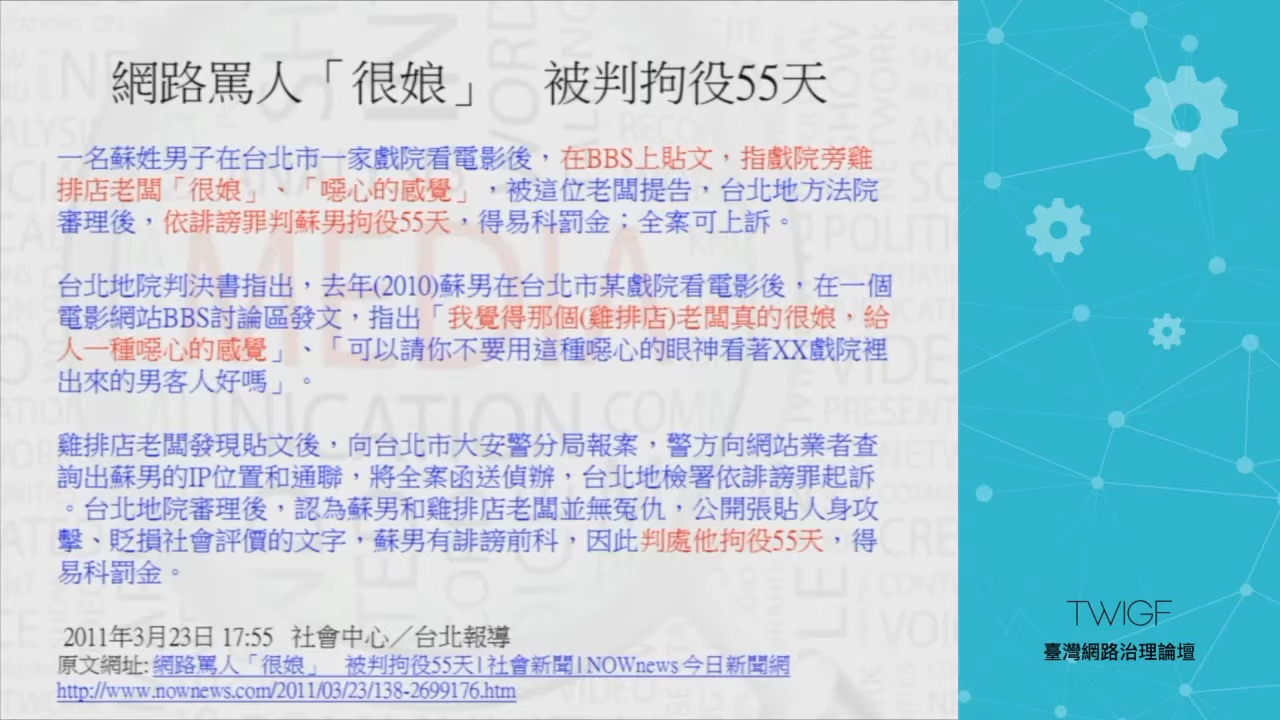 網路罵人「很娘」　被判拘役55天
一名蘇姓男子在台北市一家戲院看電影後，在BBS上貼文，指戲院旁雞
排店老闆「很娘」、「噁心的感覺」，被這位老闆提告，台北地方法院
審理後，依誹謗罪判蘇男拘役55天，得易科罰金；全案可上訴。
台北地院判決書指出，去年(2010)蘇男在台北市某戲院看電影後，在一個
電影網站BBS討論區發文，指出「我覺得那個(雞排店)老闆真的很娘，給
人一種噁心的感覺」、「可以請你不要用這種噁心的眼神看著XX戲院裡
出來的男客人好嗎」。
雞排店老闆發現貼文後，向台北市大安警分局報案，警方向網站業者查
詢出蘇男的IP位置和通聯，將全案函送偵辦，台北地檢署依誹謗罪起訴
。台北地院審理後，認為蘇男和雞排店老闆並無冤仇，公開張貼人身攻
擊、貶損社會評價的文字，蘇男有誹謗前科，因此判處他拘役55天，得
易科罰金。
2011年3月23日 17:55　社會中心／台北報導
原文網址: 網路罵人「很娘」　被判拘役55天 | 社會新聞 | NOWnews 今日新聞網
http://www.nownews.com/2011/03/23/138-2699176.htm
TWIGF
臺灣網路治理論壇